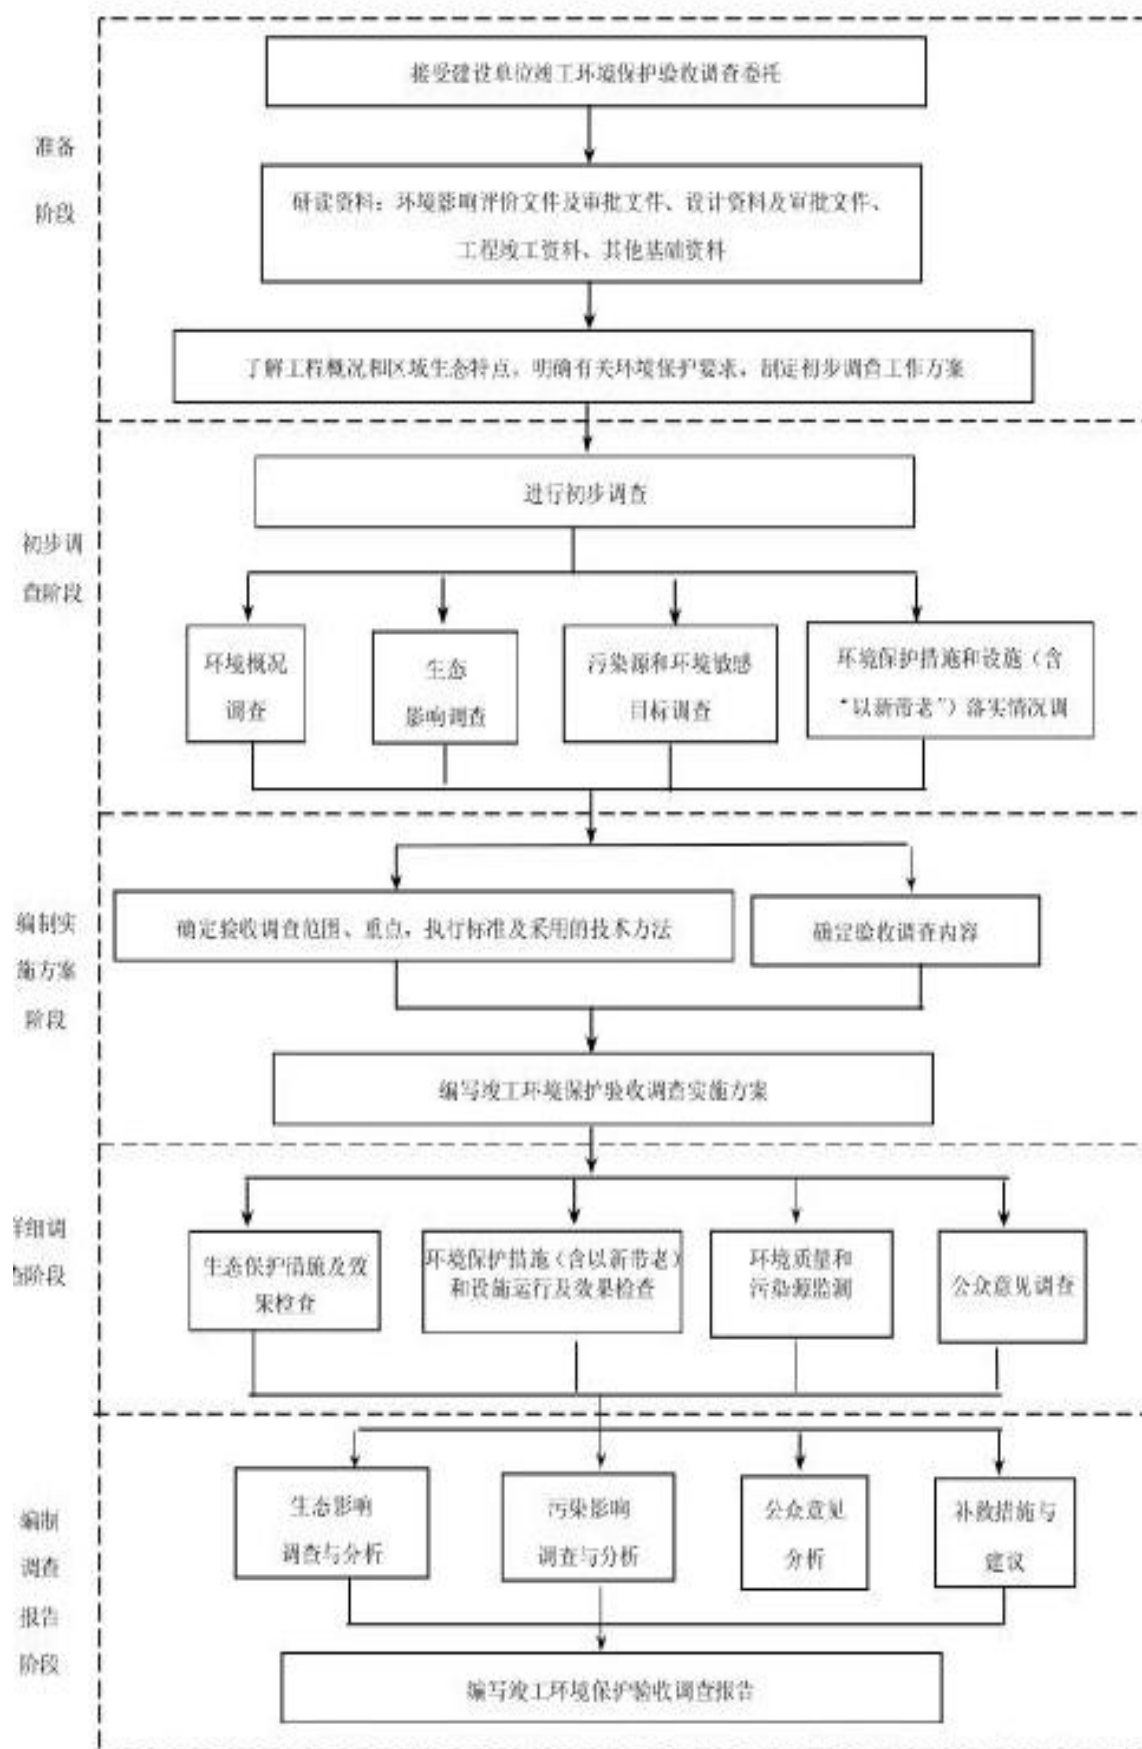 准备
阶段
接受建设单位竣工环境保护验收调查委托
研读资料：环境影响评价文件及审批文件、设计资料及审批文件、
工程竣工资料、其他基础资料
了解工程概况和区域生态特点，明确有关环境保护要求，制定初步调查工作方案
初步调
查阶段
进行初步调查
环境概况
调查
生态
影响调查
污染源和环境敏感
目标调查
环境保护措施和设施（含
“以新带老”）落实情况调
编制实
施方案
阶段
确定验收调查范围、重点，执行标准及采用的技术方法
确定验收调查内容
编写竣工环境保护验收调查实施方案
详细调
查阶段
生态保护措施及效
果检查
环境保护措施（含以新带老）
和设施运行及效果检查
环境质量和
污染源监测
公众意见调查
编制
调查
报告
阶段
生态影响
调查与分析
污染影响
调查与分析
公众意见
分析
补救措施与
建议
编写竣工环境保护验收调查报告